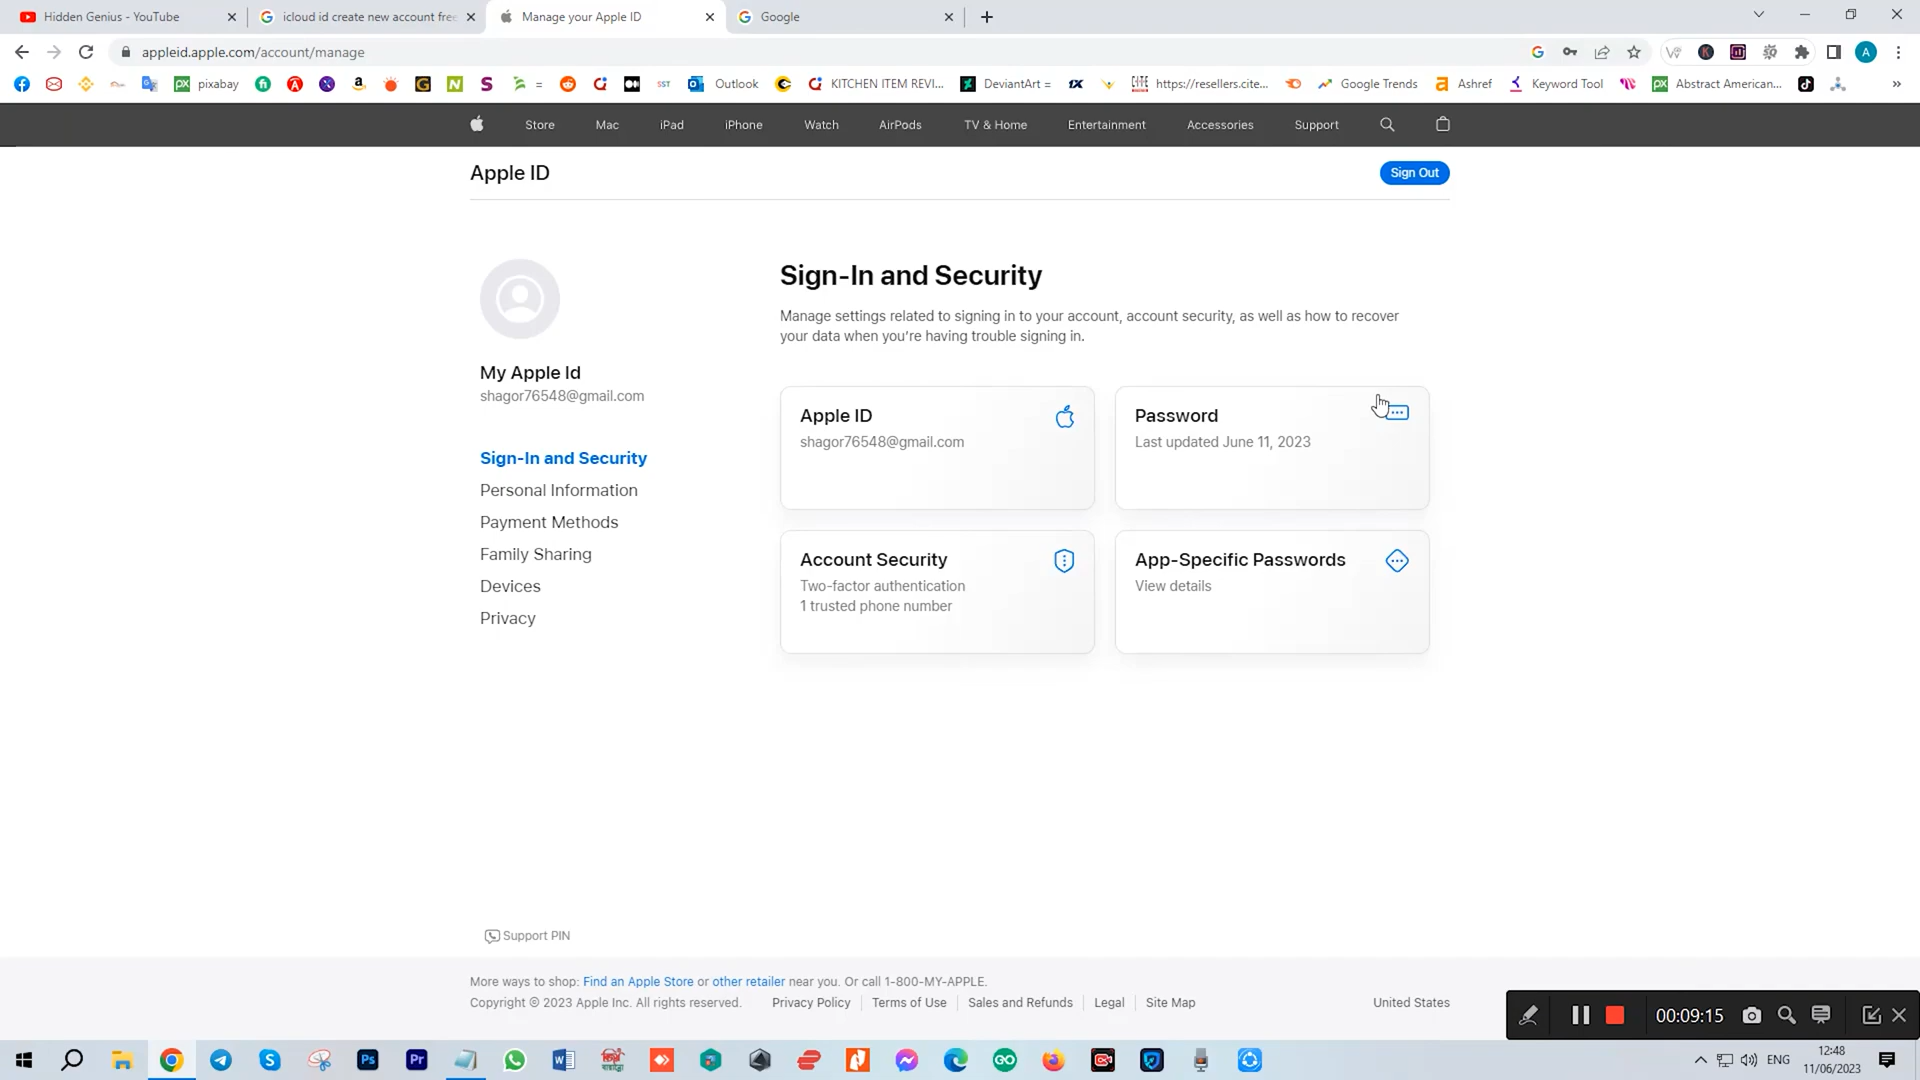 Hidden Genius - YouTube
icloud id create new account free
Manage your Apple ID
Google
appleid.apple.com/account/manage
A
pixabay
=
SST
Outlook
KITCHEN ITEM REVI...
DeviantArt =
1X
https://resellers.cite...
Google Trends
Ashref
Keyword Tool
Abstract American...
»
Store
Mac
iPad
iPhone
Watch
AirPods
TV & Home
Entertainment
Accessories
Support
Apple ID
Sign Out
My Apple Id
shagor76548@gmail.com
Sign-In and Security
Personal Information
Payment Methods
Family Sharing
Devices
Privacy
Sign-In and Security
Manage settings related to signing in to your account, account security, as well as how to recover
your data when you're having trouble signing in.
Apple ID
shagor76548@gmail.com
Password
Last updated June 11, 2023
Account Security
Two-factor authentication
1 trusted phone number
App-Specific Passwords
View details
Support PIN
More ways to shop: Find an Apple Store or other retailer near you. Or call 1-800-MY-APPLE.
Copyright © 2023 Apple Inc. All rights reserved.
Privacy Policy
Terms of Use
Sales and Refunds
Legal
Site Map
United States
00:09:15
Ps
Pr
GO
ENG
12:48
11/06/2023